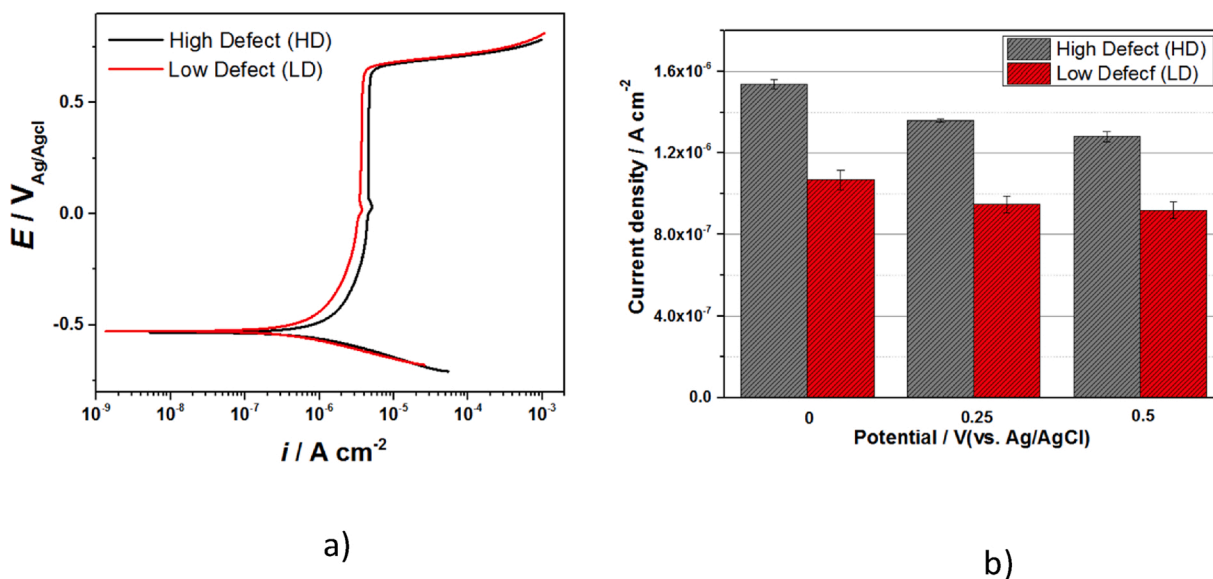 High Defect (HD)
Low Defect (LD)
E / V Ag/Agcl
0.5
0.0
-0.5
10-9
10-8
10-7
10-6
10-5
10-4
10-3
i / A cm-2
a)
High Defect (HD)
Low Defecf (LD)
Current density / A cm-2
1.6x10-6
1.2x10-6
8.0x10-7
4.0x10-7
0.0
0
0.25
0.5
Potential / V(vs. Ag/AgCl)
b)